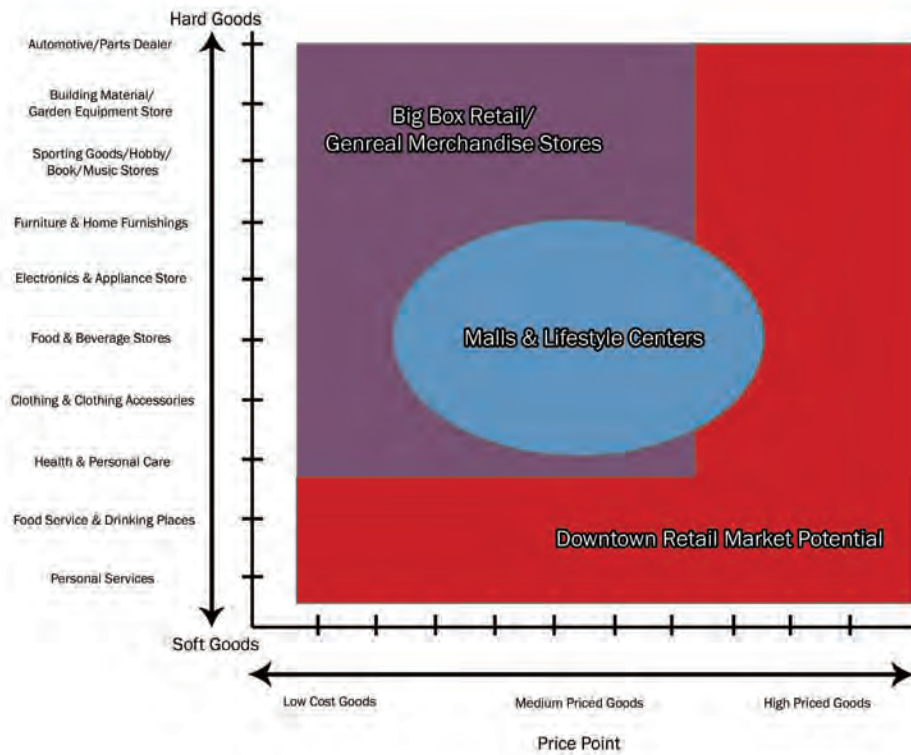 Hard Goods
Automotive/Parts Dealer
Building Material/
Garden Equipment Store
Sporting Goods/Hobby/
Book/Music Stores
Furniture & Home Furnishings
Electronics & Appliance Store
Food & Beverage Stores
Clothing & Clothing Accessories
Health & Personal Care
Food Service & Drinking Places
Personal Services
Soft Goods
Big Box Retail/
Genreal Merchandise Stores
Malls & Lifestyle Centers
Downtown Retail Market Potential
Low Cost Goods
Medium Priced Goods
High Priced Goods
Price Point